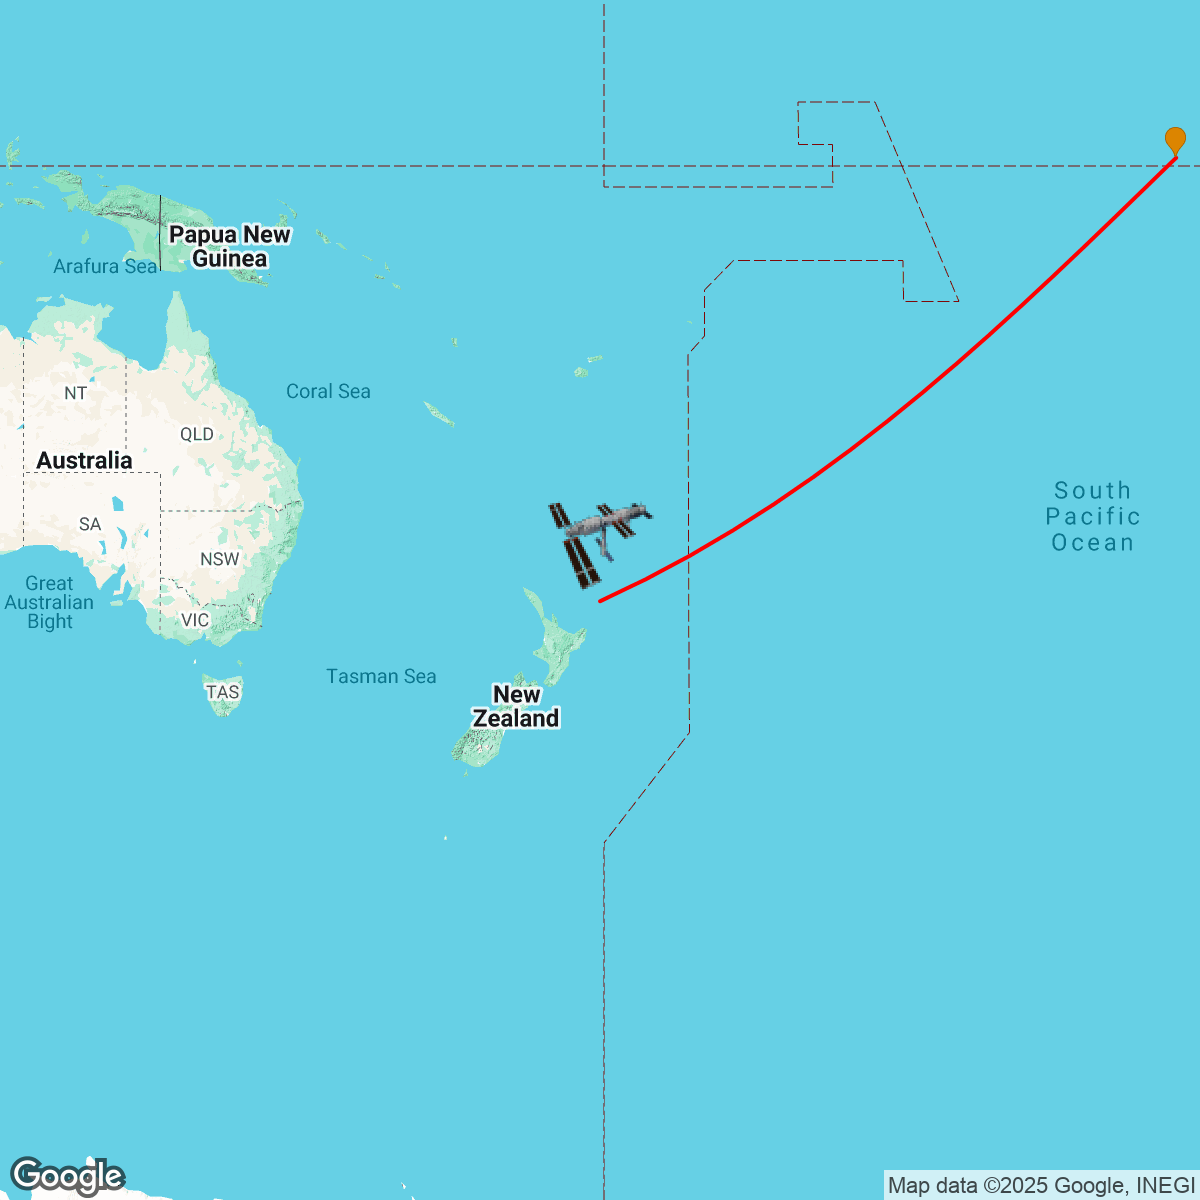 Papua New
Guinea
Arafura Sea
NT
Coral Sea
QLD
Australia
South
Pacific
Ocean
SA
NSW
Great
Australian
Bight
VIC
Tasman Sea
TAS
New
Zealand
Google
Map data ©2025 Google, INEGI